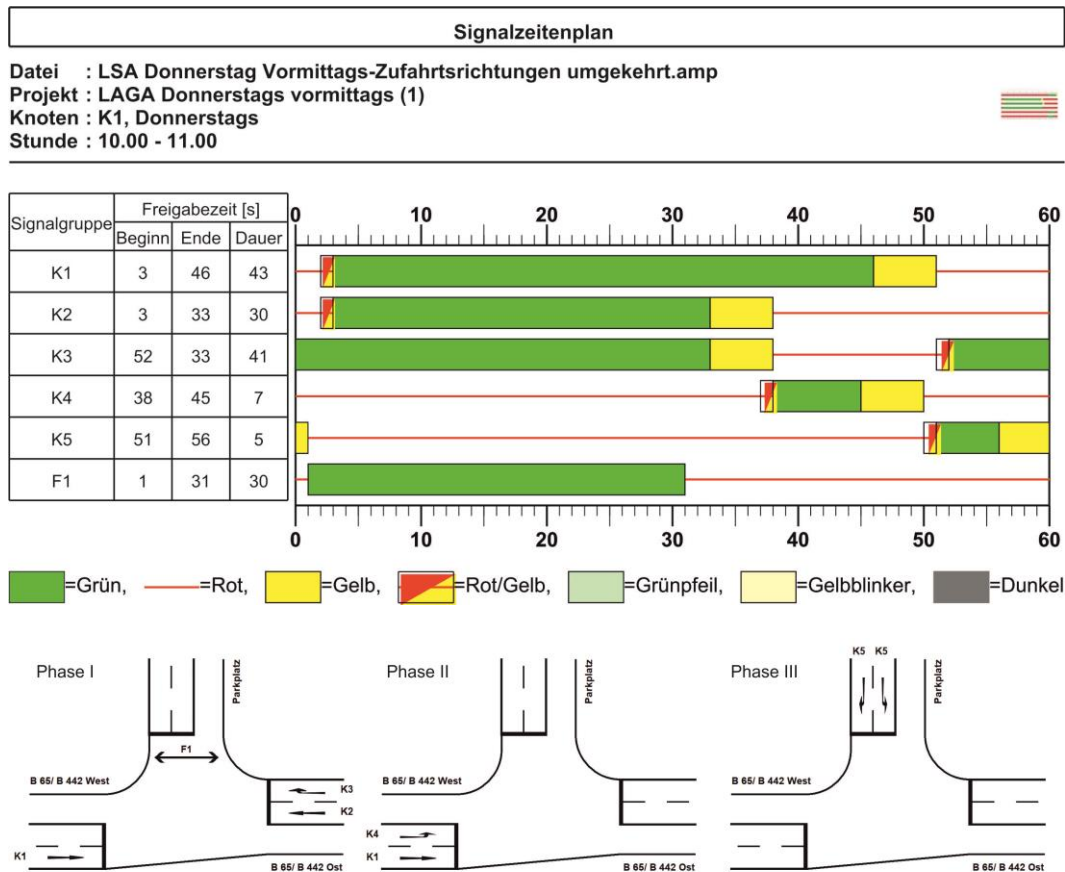 Signalzeitenplan
Datei : LSA Donnerstag Vormittags-Zufahrtsrichtungen umgekehrt.amp
Projekt : LAGA Donnerstags vormittags (1)
Knoten : K1, Donnerstags
Stunde : 10.00 - 11.00
Signalgruppe Freigabezeit [s]
Beginn Ende Dauer
0 10 20 30 40 50 60
K1 3 46 43
K2 3 33 30
K3 52 33 41
K4 38 45 7
K5 51 56 5
F1 1 31 30
0 10 20 30 40 50 60
=Grün, =Rot, =Gelb, =Rot/Gelb, =Grünpfeil, =Gelbblinker, =Dunkel
Phase I
Parkplatz
F1
B 65/ B 442 West
K3
K2
K1
B 65/ B 442 Ost
Phase II
Parkplatz
B 65/ B 442 West
K4
K1
B 65/ B 442 Ost
Phase III
K5 K5
Parkplatz
B 65/ B 442 West
B 65/ B 442 Ost